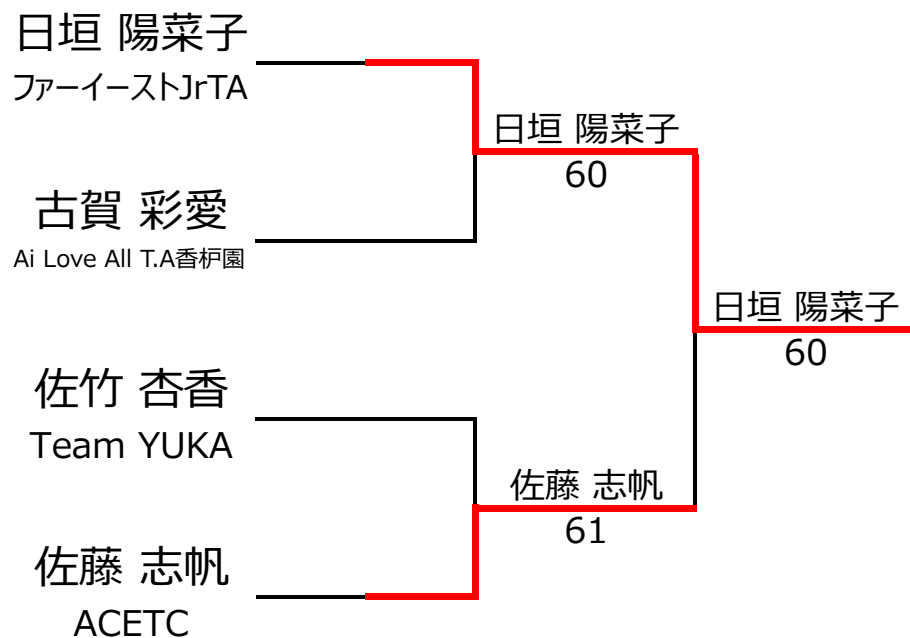 日垣 陽菜子
ファーイーストJrTA
日垣 陽菜子
60
古賀 彩愛
Ai Love All T.A香枦園
日垣 陽菜子
60
佐竹 杏香
Team YUKA
佐藤 志帆
61
佐藤 志帆
ACETC